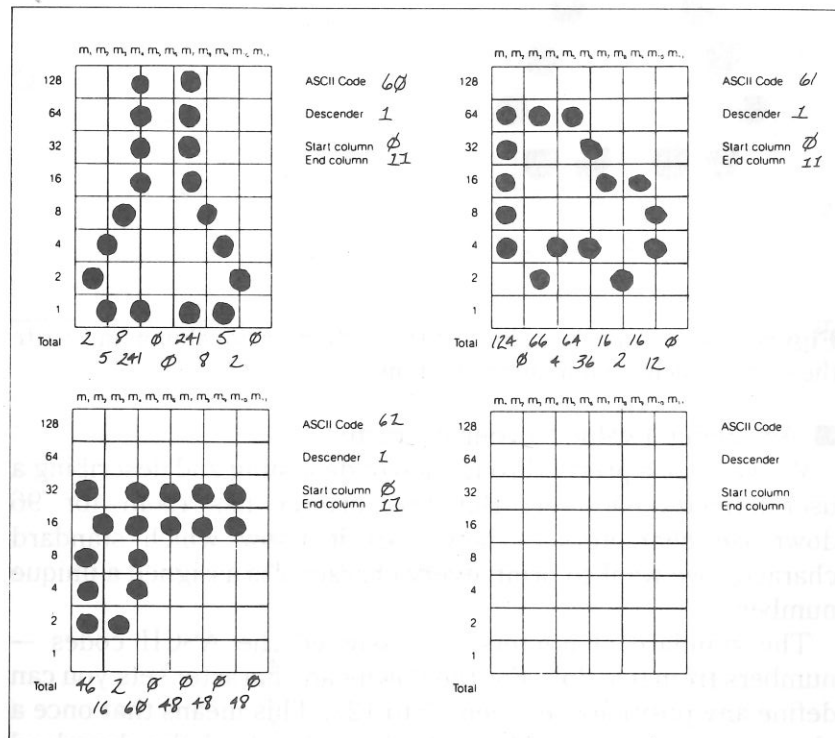 m₁ m₂ m₃ m₄ m₅ m₆ m₇ m₈ m₉ m₁₀ m₁₁
128
64
32
16
8
4
2
1
Total
2 8 Ø 241 5 Ø
5 241 Ø 8 2
ASCII Code 6Ø
Descender 1
Start column Ø
End column 11
m₁ m₂ m₃ m₄ m₅ m₆ m₇ m₈ m₉ m₁₀ m₁₁
128
64
32
16
8
4
2
1
Total
124 66 64 16 16 Ø
Ø 4 36 2 12
ASCII Code 61
Descender 1
Start column Ø
End column 11
m₁ m₂ m₃ m₄ m₅ m₆ m₇ m₈ m₉ m₁₀ m₁₁
128
64
32
16
8
4
2
1
Total
46 2 Ø Ø Ø Ø
16 6Ø 48 48 48
ASCII Code 62
Descender 1
Start column Ø
End column 11
m₁ m₂ m₃ m₄ m₅ m₆ m₇ m₈ m₉ m₁₀ m₁₁
128
64
32
16
8
4
2
1
Total
ASCII Code
Descender
Start column
End column